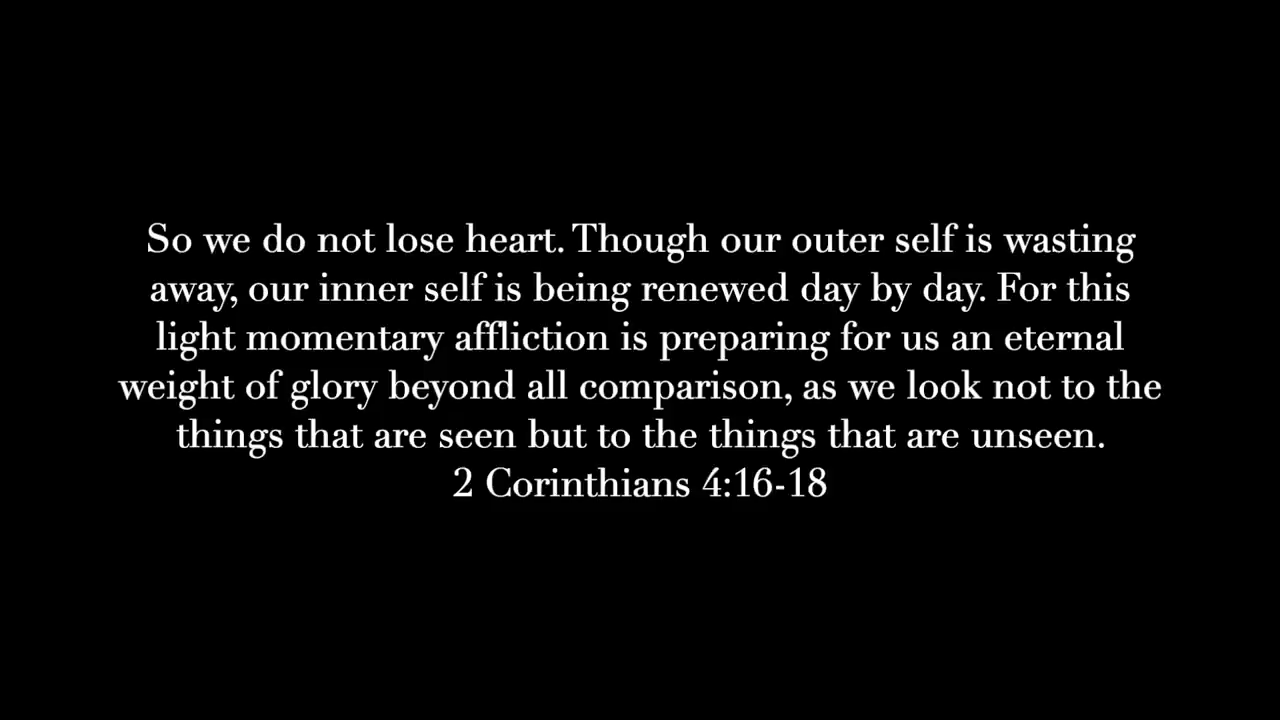 So we do not lose heart. Though our outer self is wasting
away, our inner self is being renewed day by day. For this
light momentary affliction is preparing for us an eternal
weight of glory beyond all comparison, as we look not to the
things that are seen but to the things that are unseen.
2 Corinthians 4:16-18